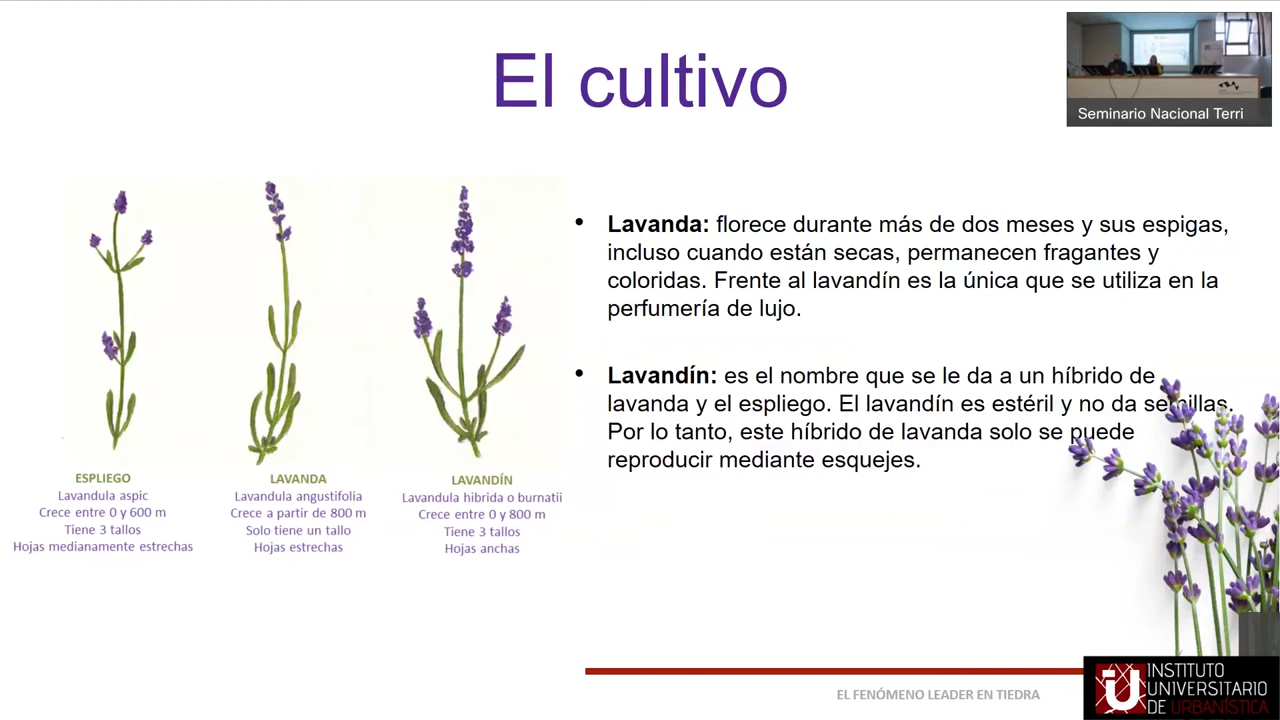 El cultivo
Seminario Nacional Terri
• Lavanda: florece durante más de dos meses y sus espigas,
incluso cuando están secas, permanecen fragantes y
coloridas. Frente al lavandín es la única que se utiliza en la
perfumería de lujo.
• Lavandín: es el nombre que se le da a un híbrido de
lavanda y el espliego. El lavandín es estéril y no da semillas.
Por lo tanto, este híbrido de lavanda solo se puede
reproducir mediante esquejes.
ESPLIEGO
Lavandula aspic
Crece entre 0 y 600 m
Tiene 3 tallos
Hojas medianamente estrechas
LAVANDA
Lavandula angustifolia
Crece a partir de 800 m
Solo tiene un tallo
Hojas estrechas
LAVANDÍN
Lavandula hibrida o burnatii
Crece entre 0 y 800 m
Tiene 3 tallos
Hojas anchas
EL FENÓMENO LEADER EN TIEDRA
INSTITUTO
UNIVERSITARIO
DE URBANÍSTICA